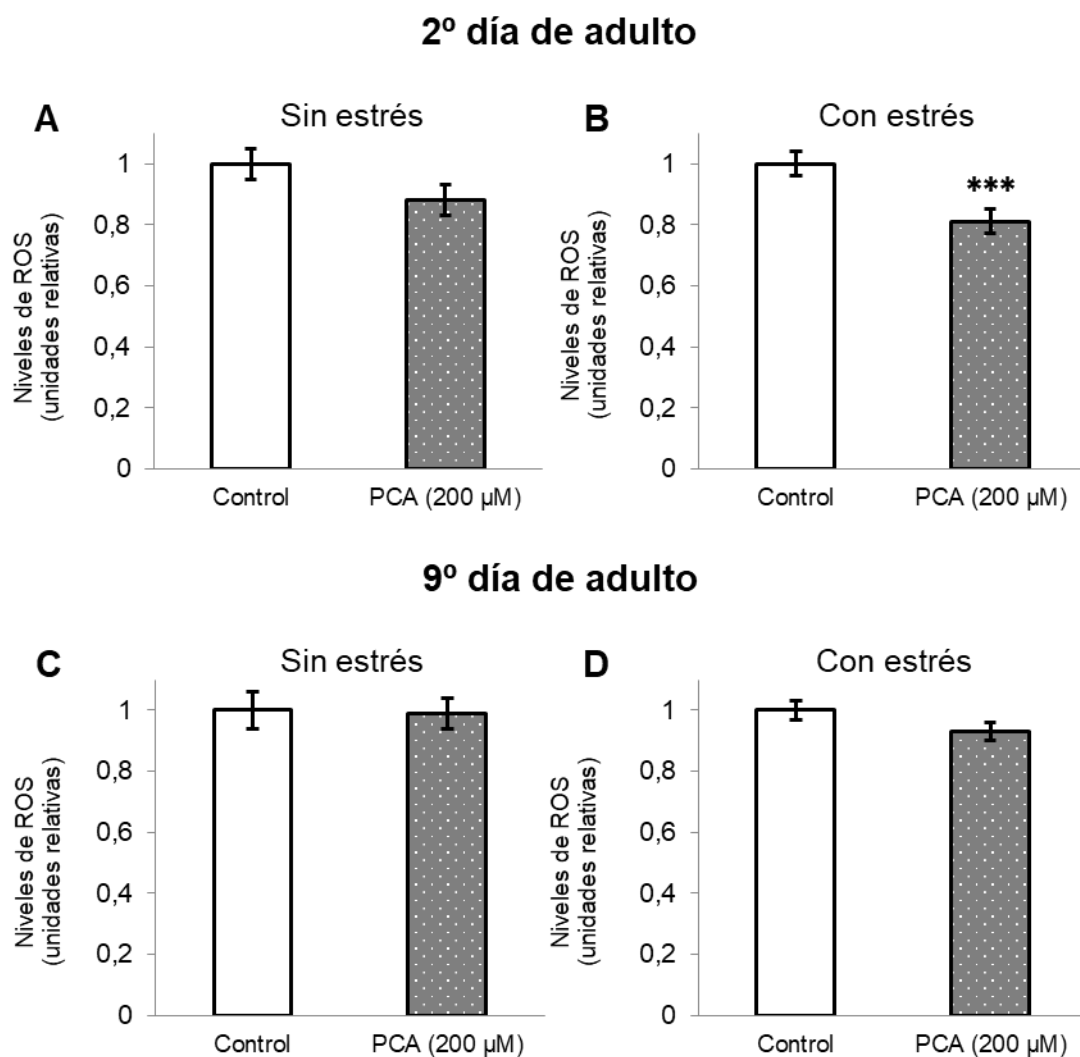 2º día de adulto
A
Sin estrés
Niveles de ROS
(unidades relativas)
1
0,8
0,6
0,4
0,2
0
Control
PCA (200 µM)
B
Con estrés
Niveles de ROS
(unidades relativas)
1
0,8
0,6
0,4
0,2
0
***
Control
PCA (200 µM)
9º día de adulto
C
Sin estrés
Niveles de ROS
(unidades relativas)
1
0,8
0,6
0,4
0,2
0
Control
PCA (200 µM)
D
Con estrés
Niveles de ROS
(unidades relativas)
1
0,8
0,6
0,4
0,2
0
Control
PCA (200 µM)